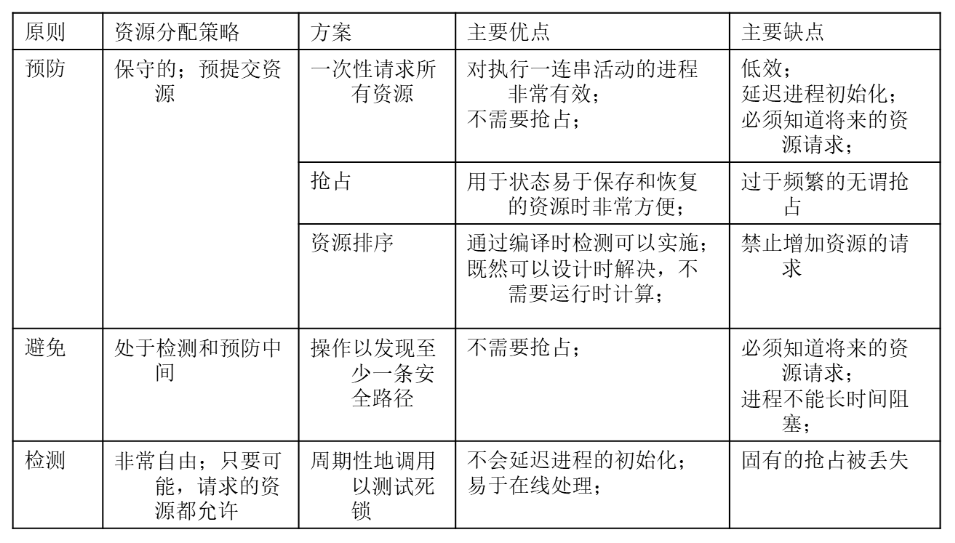 原则 资源分配策略 方案 主要优点 主要缺点
预防 保守的；预提交资 一次性请求所 对执行一连串活动的进程 低效；
源 有资源 非常有效； 延迟进程初始化；
不需要抢占； 必须知道将来的资
源请求；
抢占 用于状态易于保存和恢复 过于频繁的无谓抢
的资源时非常方便； 占
资源排序 通过编译时检测可以实施； 禁止增加资源的请
既然可以设计时解决，不 求
需要运行时计算；
避免 处于检测和预防中 操作以发现至 不需要抢占； 必须知道将来的资
间 少一条安 源请求；
全路径 进程不能长时间阻
塞；
检测 非常自由；只要可 周期性地调用 不会延迟进程的初始化； 固有的抢占被丢失
能，请求的资 以测试死 易于在线处理；
源都允许 锁